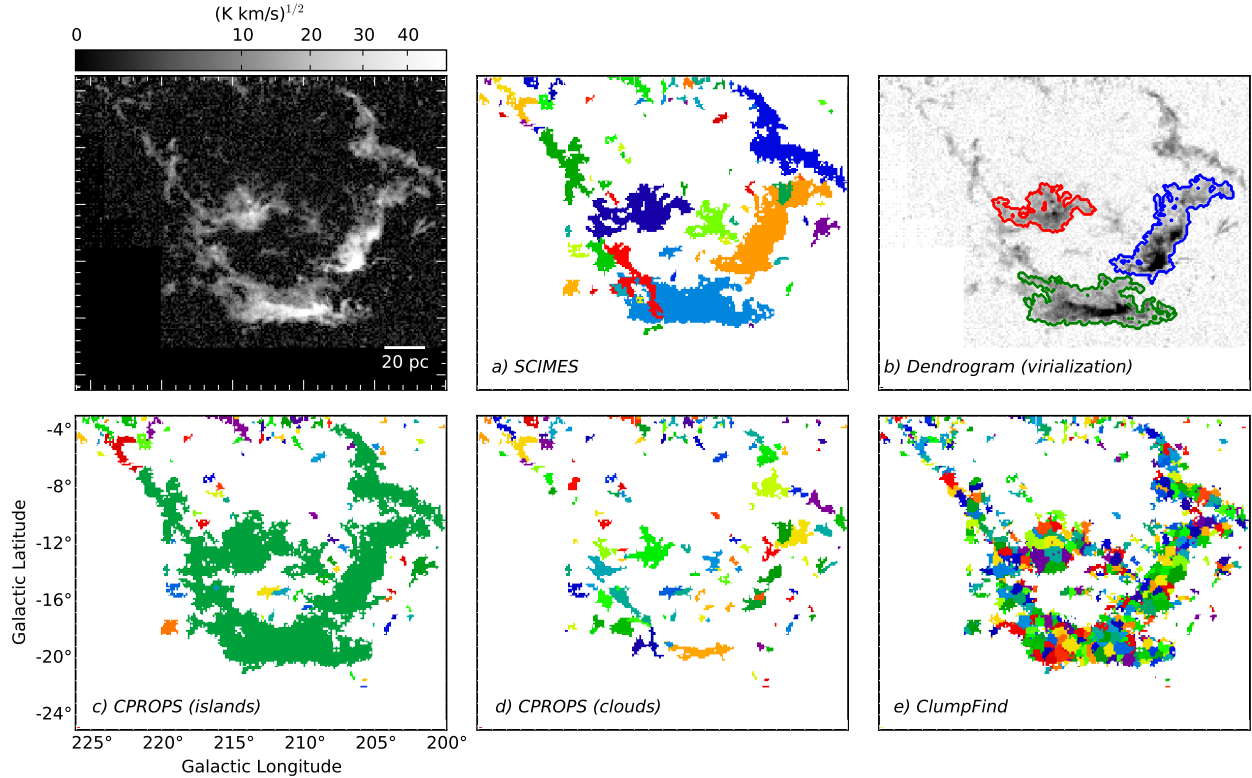 (K km/s)^{1/2}
0 10 20 30 40
20 pc
a) SCIMES
b) Dendrogram (virialization)
-4°
-8°
-12°
-16°
-20°
-24°
Galactic Latitude
c) CPROPS (islands)
d) CPROPS (clouds)
e) ClumpFind
225° 220° 215° 210° 205° 200°
Galactic Longitude